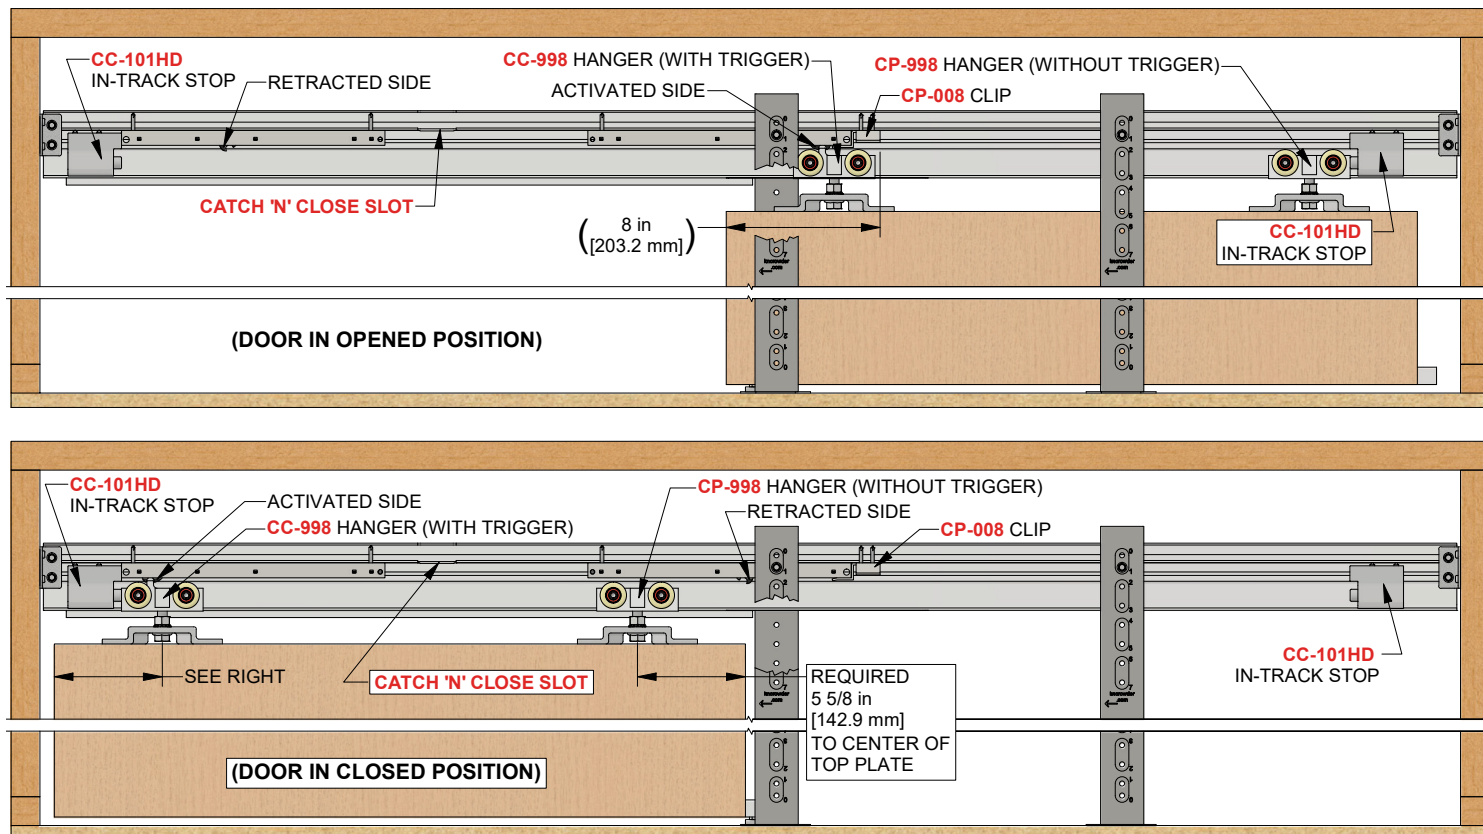 CC-101HD
IN-TRACK STOP
RETRACTED SIDE
CC-998 HANGER (WITH TRIGGER)
ACTIVATED SIDE
CP-998 HANGER (WITHOUT TRIGGER)
CP-008 CLIP
CATCH 'N' CLOSE SLOT
(8 in
[203.2 mm])
CC-101HD
IN-TRACK STOP
(DOOR IN OPENED POSITION)
CC-101HD
IN-TRACK STOP
ACTIVATED SIDE
CC-998 HANGER (WITH TRIGGER)
CP-998 HANGER (WITHOUT TRIGGER)
RETRACTED SIDE
CP-008 CLIP
SEE RIGHT
CATCH 'N' CLOSE SLOT
REQUIRED
5 5/8 in
[142.9 mm]
TO CENTER OF
TOP PLATE
CC-101HD
IN-TRACK STOP
(DOOR IN CLOSED POSITION)